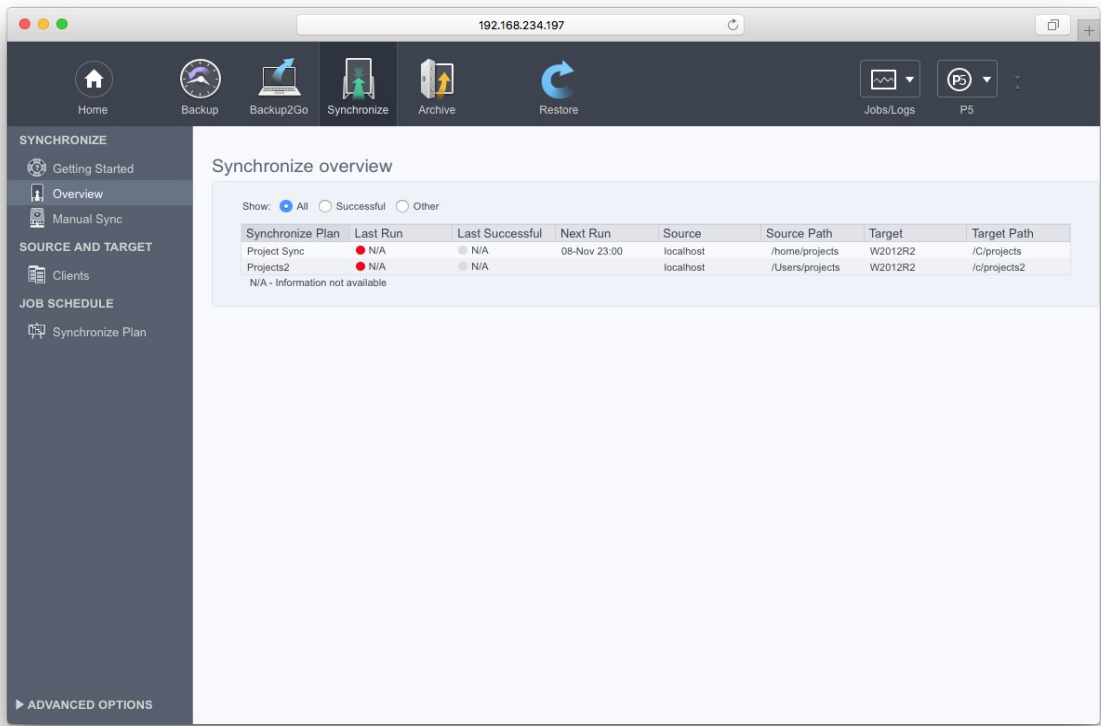 192.168.234.197
Home Backup Backup2Go Synchronize Archive Restore Jobs/Logs P5 P5
SYNCHRONIZE
Getting Started
Overview
Manual Sync
SOURCE AND TARGET
Clients
JOB SCHEDULE
Synchronize Plan
ADVANCED OPTIONS
Synchronize overview
Show: All Successful Other
Synchronize Plan Last Run Last Successful Next Run Source Source Path Target Target Path
Project Sync N/A N/A 08-Nov 23:00 localhost /home/projects W2012R2 /C/projects
Projects2 N/A N/A localhost /Users/projects W2012R2 /c/projects2
N/A - Information not available